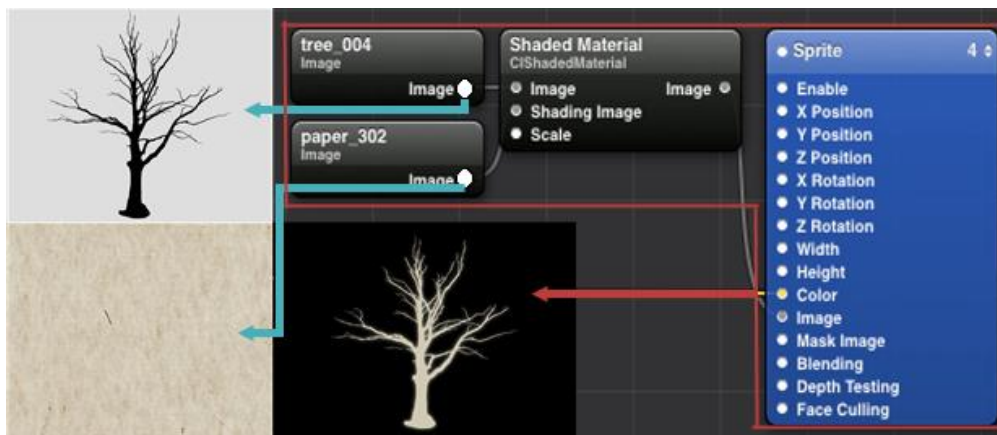 tree_004
Image
Image
paper_302
Image
Image
Shaded Material
CIShadedMaterial
Image Image
Shading Image
Scale
Sprite 4
Enable
X Position
Y Position
Z Position
X Rotation
Y Rotation
Z Rotation
Width
Height
Color
Image
Mask Image
Blending
Depth Testing
Face Culling